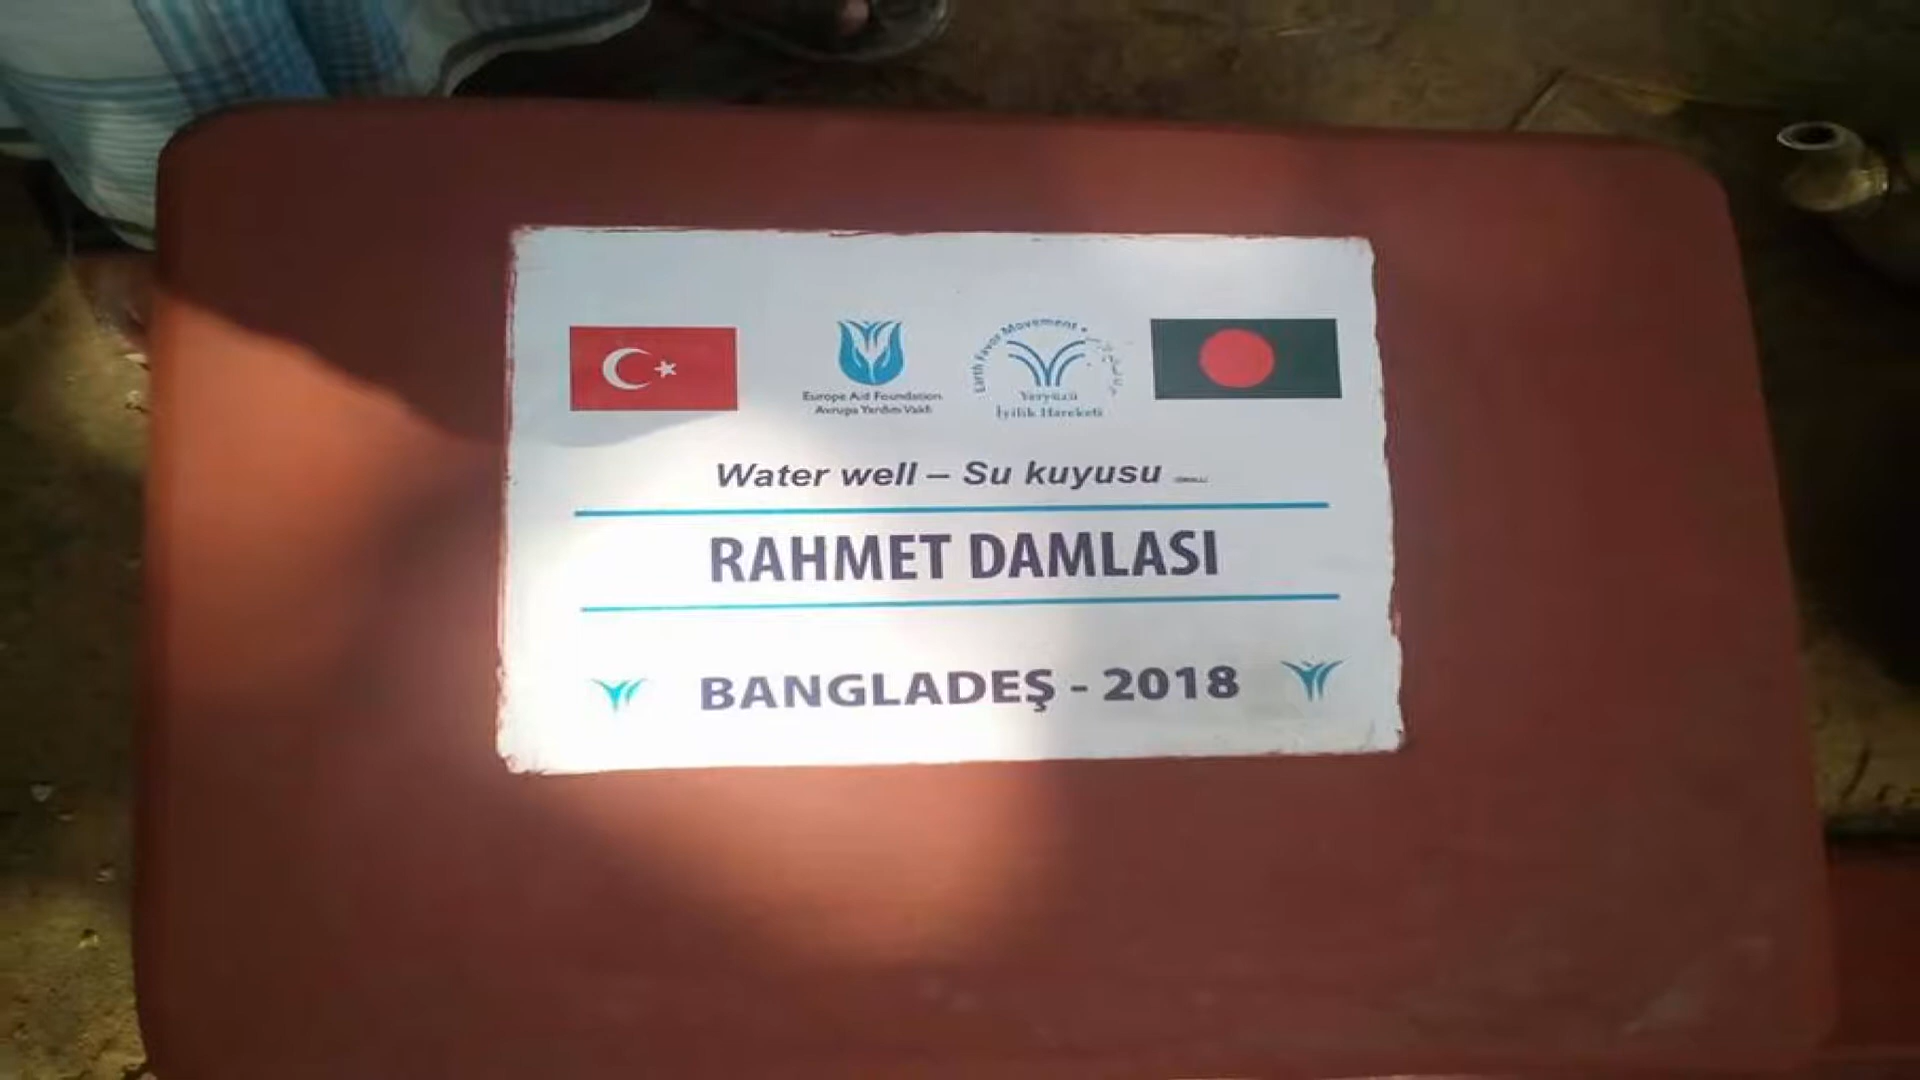 Europe Aid Foundation
Avrupa Yardım Vakfı
Earth Favor Movement
Yeryüzü
İyilik Hareketi
Water well – Su kuyusu
RAHMET DAMLASI
BANGLADEŞ - 2018